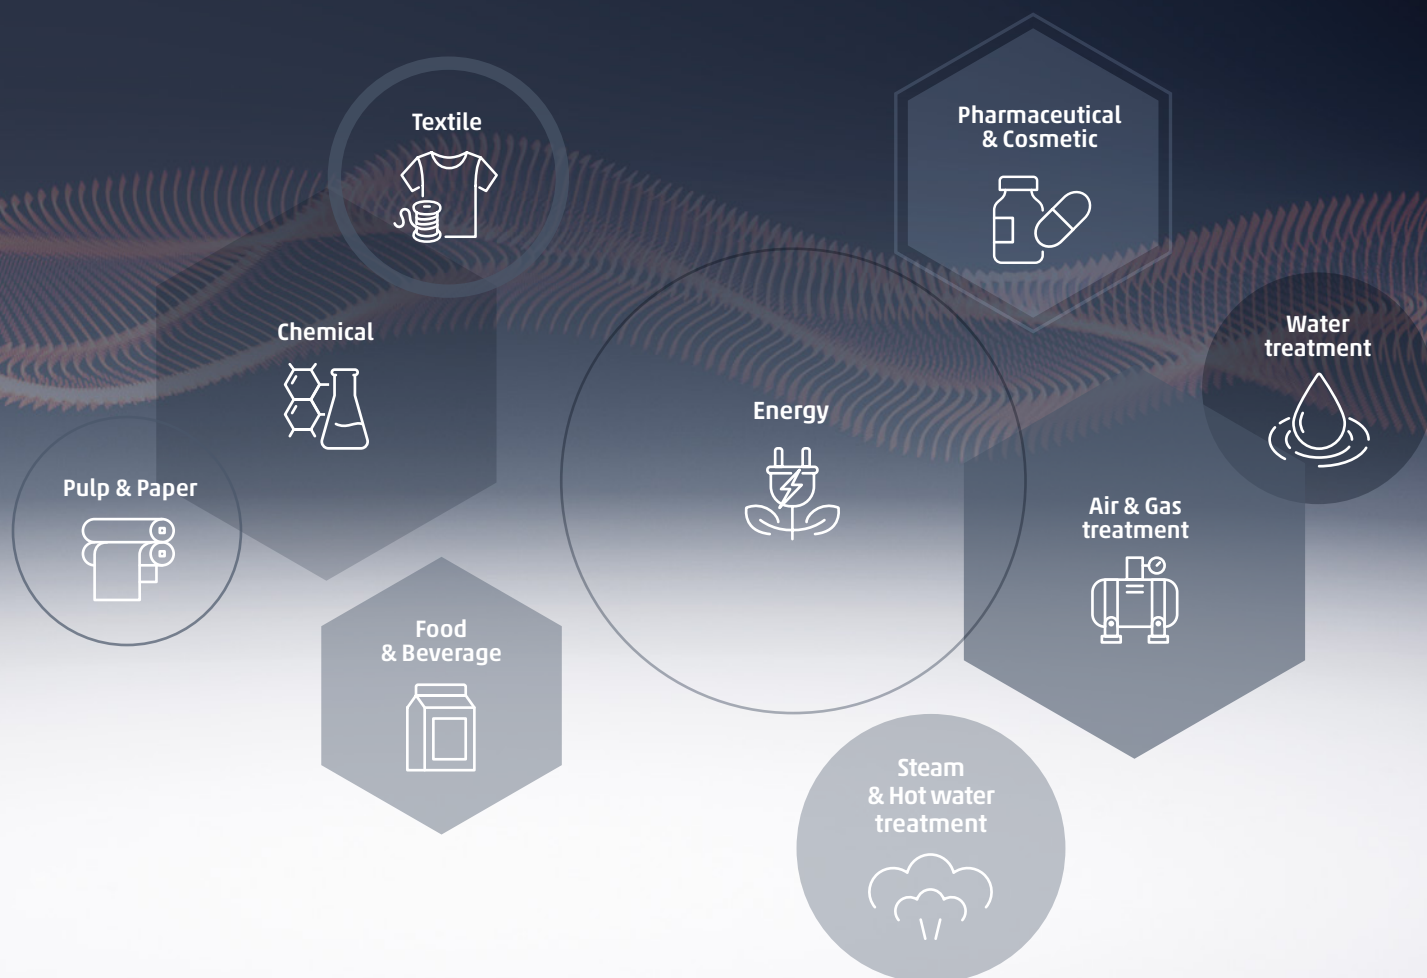 Textile
Pharmaceutical
& Cosmetic
Chemical
Water
treatment
Energy
Pulp & Paper
Air & Gas
treatment
Food
& Beverage
Steam
& Hot water
treatment